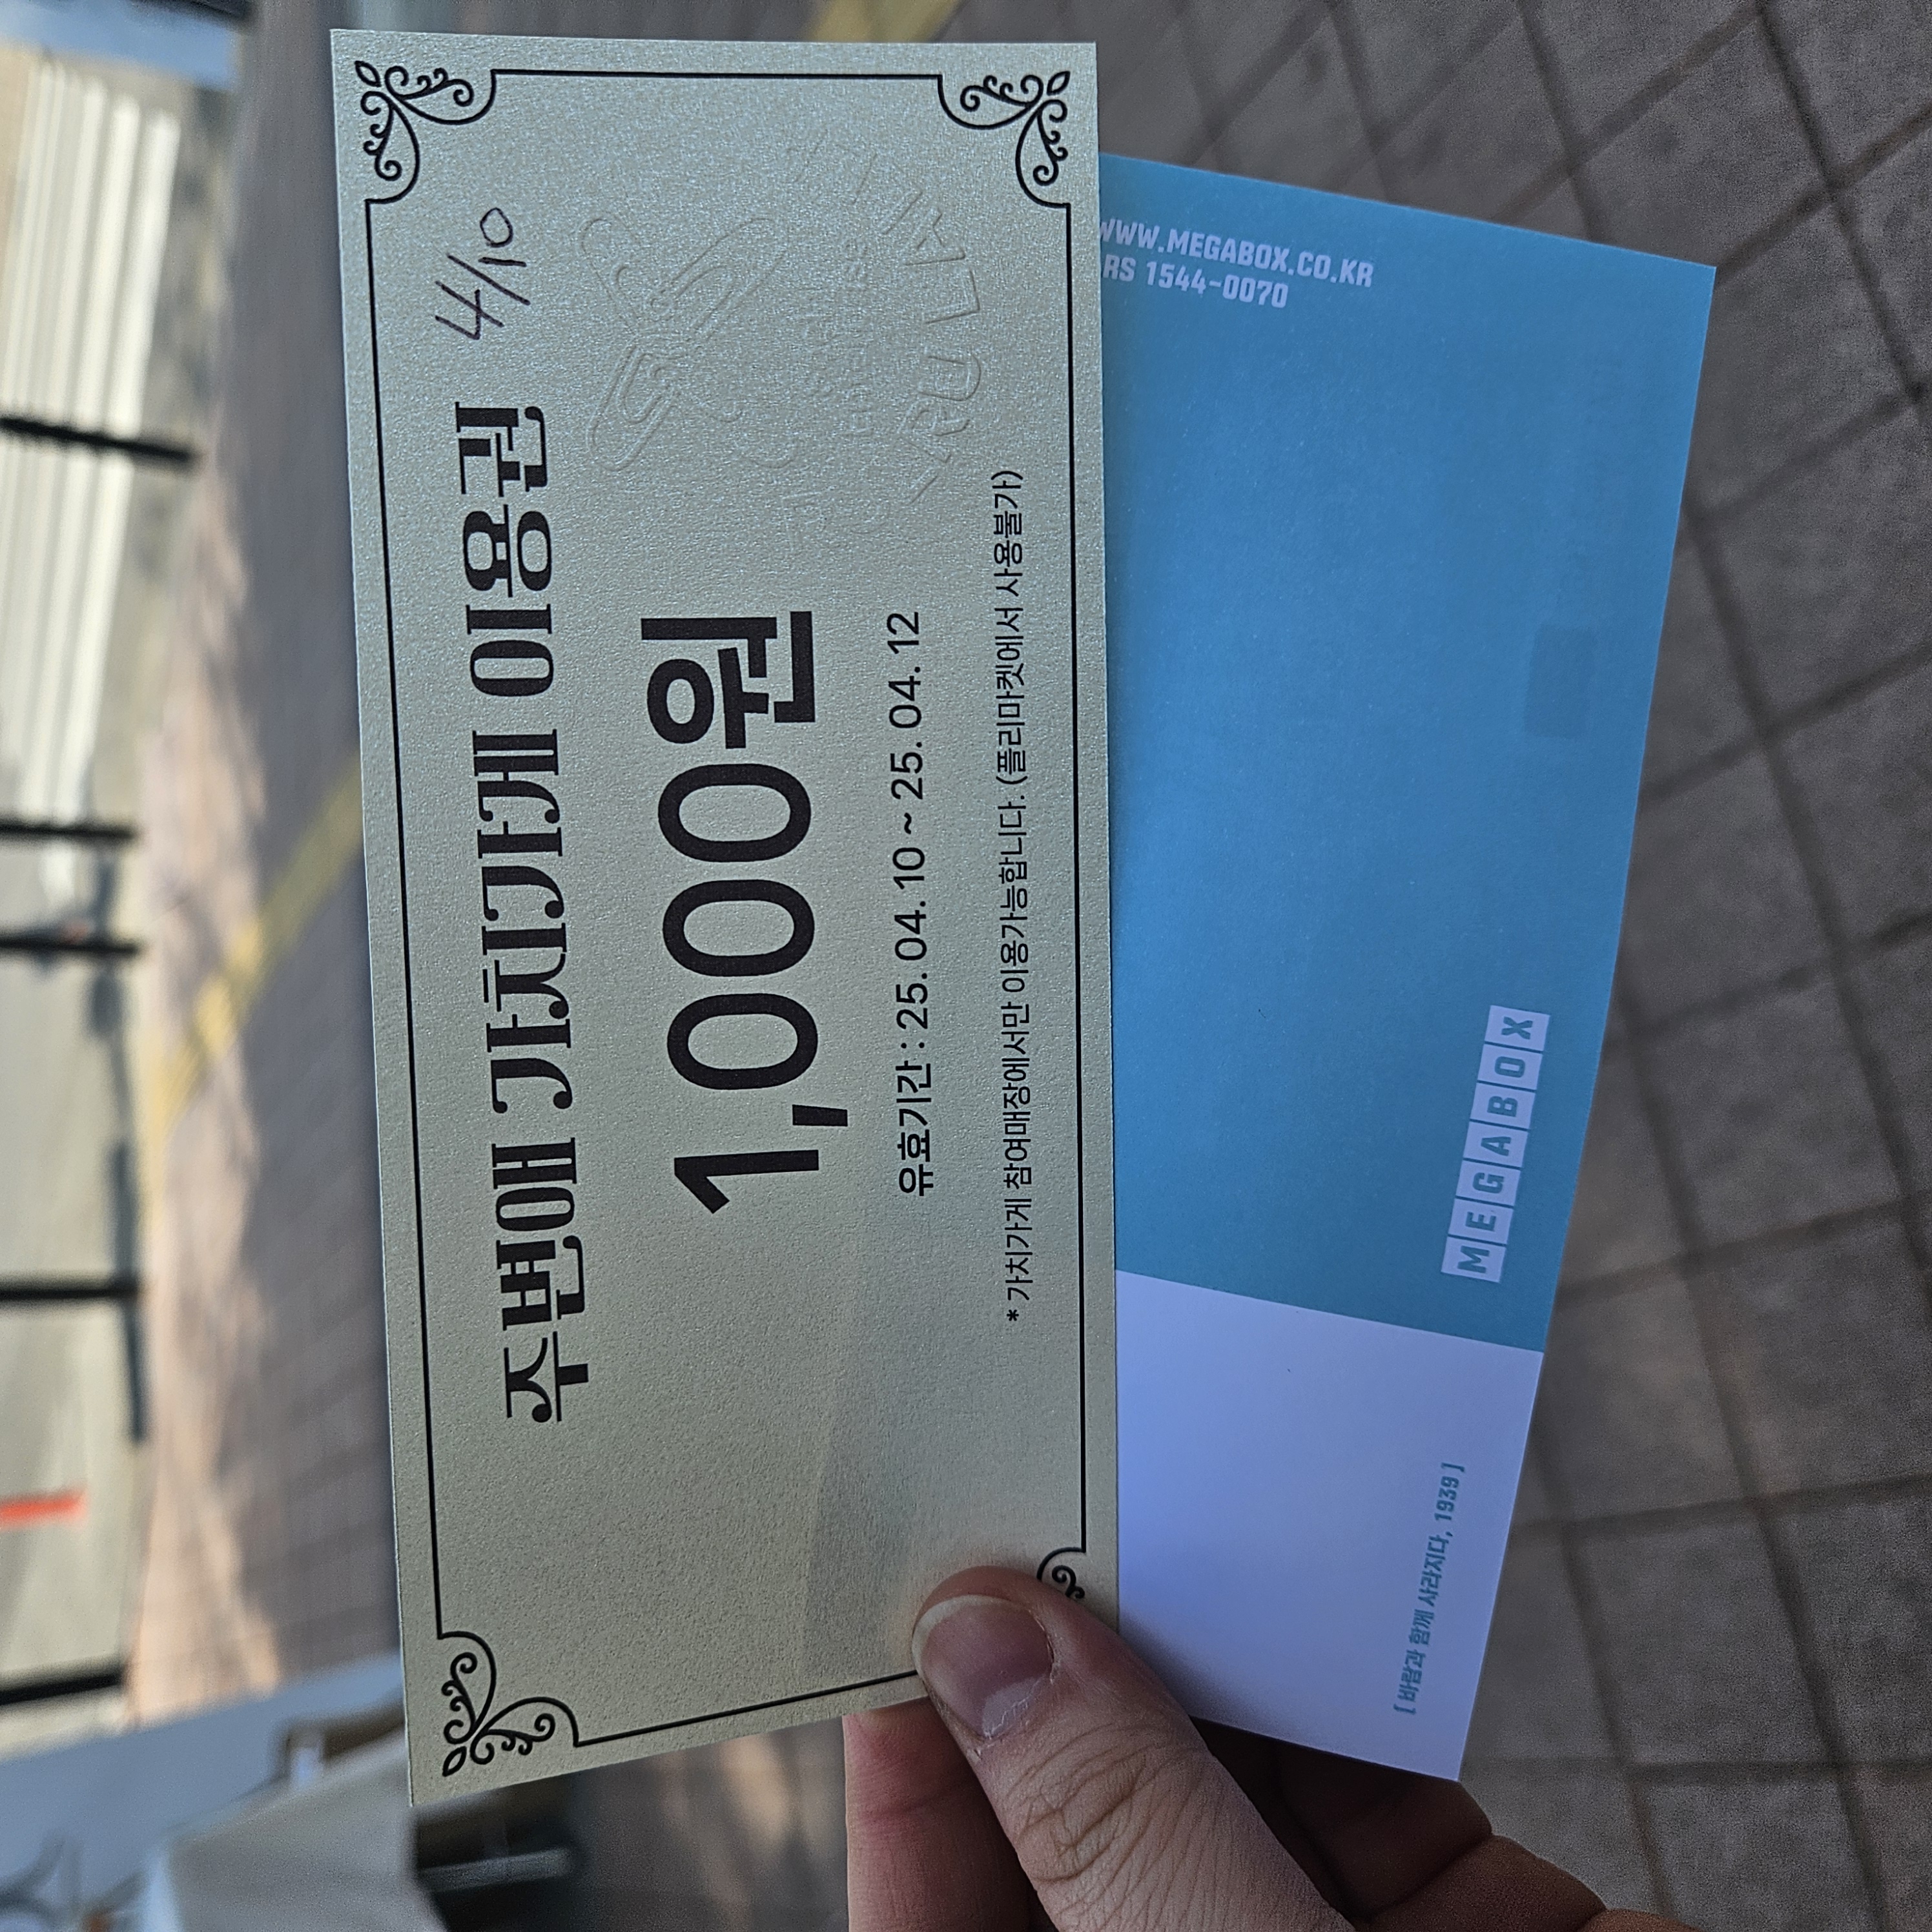 주변애 가치가게 이용권
4/10
1,000원
유효기간 : 25. 04. 10 ~ 25. 04. 12
* 가치가게 참여매장에서만 이용가능합니다. (플리마켓에서 사용불가)
WWW.MEGABOX.CO.KR
RS 1544-0070
MEGABOX
[ 바람과 함께 사라지다, 1939 ]